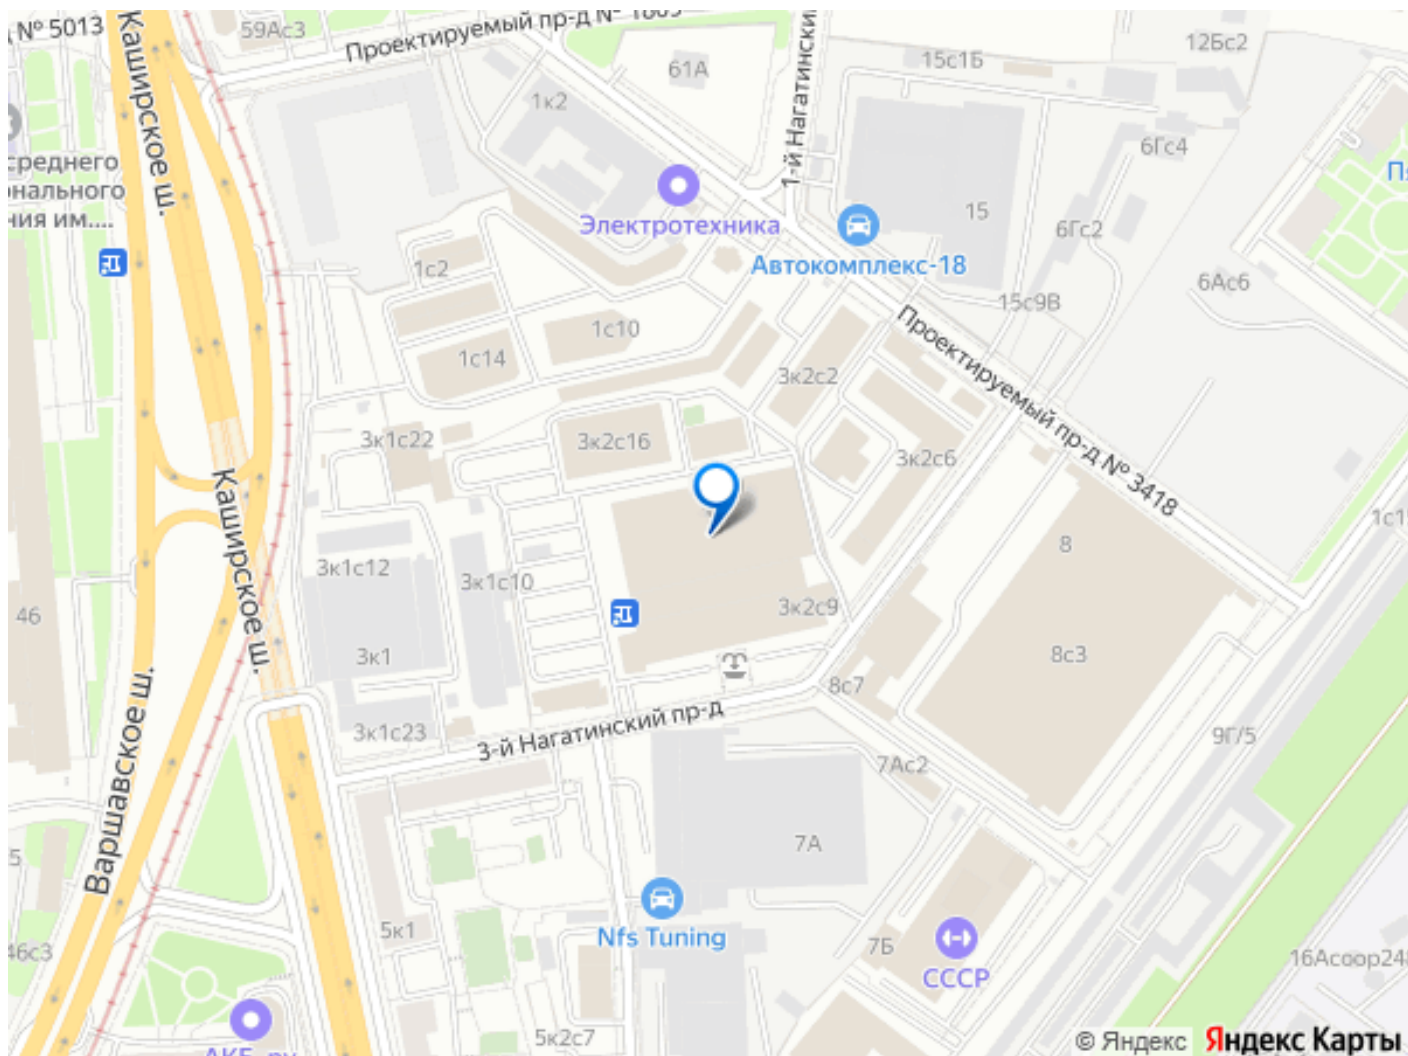 № 5013
59Ас3
Проектируемый пр-д №
Каширское ш.
61А
1-й Нагатинский
15с1Б
12Бс2
1к2
6Гс4
среднего
нального
ния им....
Электротехника
15
6Гс2
Автокомплекс-18
1с2
6Ас6
15с9В
1с10
1с14
3к2с2
Проектируемый пр-д № 3418
3к1с22
3к2с16
3к2с6
Каширское ш.
8
3к1с12
3к1с10
3к2с9
46
3к1
8с3
8с7
Варшавское ш.
3к1с23
3-й Нагатинский пр-д
9Г/5
7Ас2
7А
5к1
Nfs Tuning
7Б
СССР
46с3
16Асоор248
5к2с7
© Яндекс Яндекс Карты